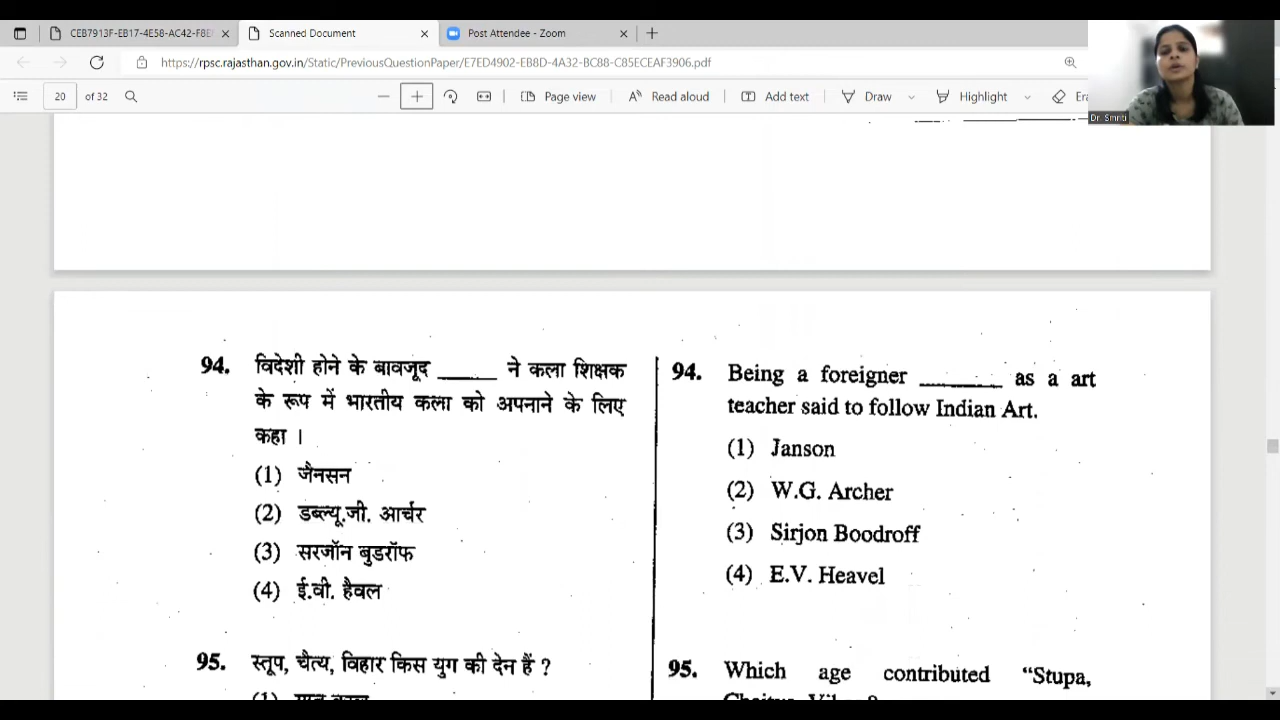 CEB7913F-EB17-4E58-AC42-F8E
Scanned Document
Post Attendee - Zoom
https://rpsc.rajasthan.gov.in/Static/PreviousQuestionPaper/E7ED4902-EB8D-4A32-BC88-C85ECEAF3906.pdf
20 of 32
Page view
Read aloud
Add text
Draw
Highlight
Era
Dr. Smriti
94. विदेशी होने के बावजूद ______ ने कला शिक्षक
के रूप में भारतीय कला को अपनाने के लिए
कहा ।
(1) जैनसन
(2) डब्ल्यू.जी. आर्चर
(3) सरजॉन बुडरॉफ
(4) ई.वी. हैवल
95. स्तूप, चैत्य, विहार किस युग की देन हैं ?
(1)
94. Being a foreigner ________ as a art
teacher said to follow Indian Art.
(1) Janson
(2) W.G. Archer
(3) Sirjon Boodroff
(4) E.V. Heavel
95. Which age contributed “Stupa,